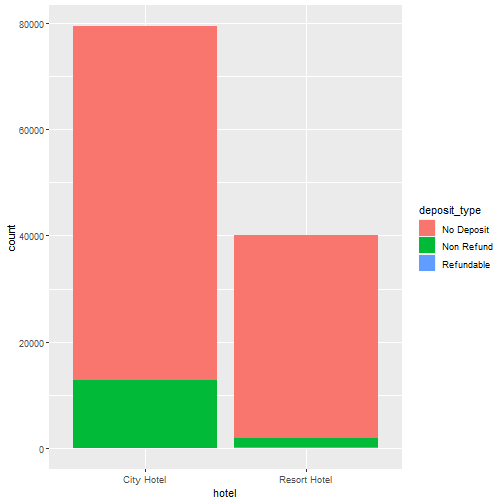 80000
60000
40000
20000
0
count
City Hotel
Resort Hotel
hotel
deposit_type
No Deposit
Non Refund
Refundable